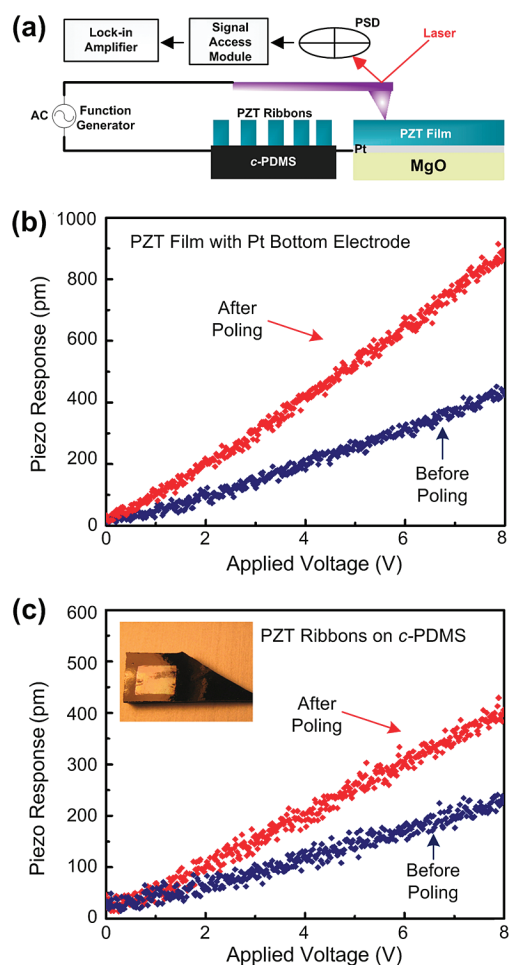 (a)
Lock-in
Amplifier
Signal
Access
Module
PSD
Laser
AC
Function
Generator
PZT Ribbons
c-PDMS
Pt
PZT Film
MgO
(b)
PZT Film with Pt Bottom Electrode
After
Poling
Before
Poling
Piezo Response (pm)
1000
800
600
400
200
0
0 2 4 6 8
Applied Voltage (V)
(c)
PZT Ribbons on c-PDMS
After
Poling
Before
Poling
Piezo Response (pm)
600
500
400
300
200
100
0
0 2 4 6 8
Applied Voltage (V)